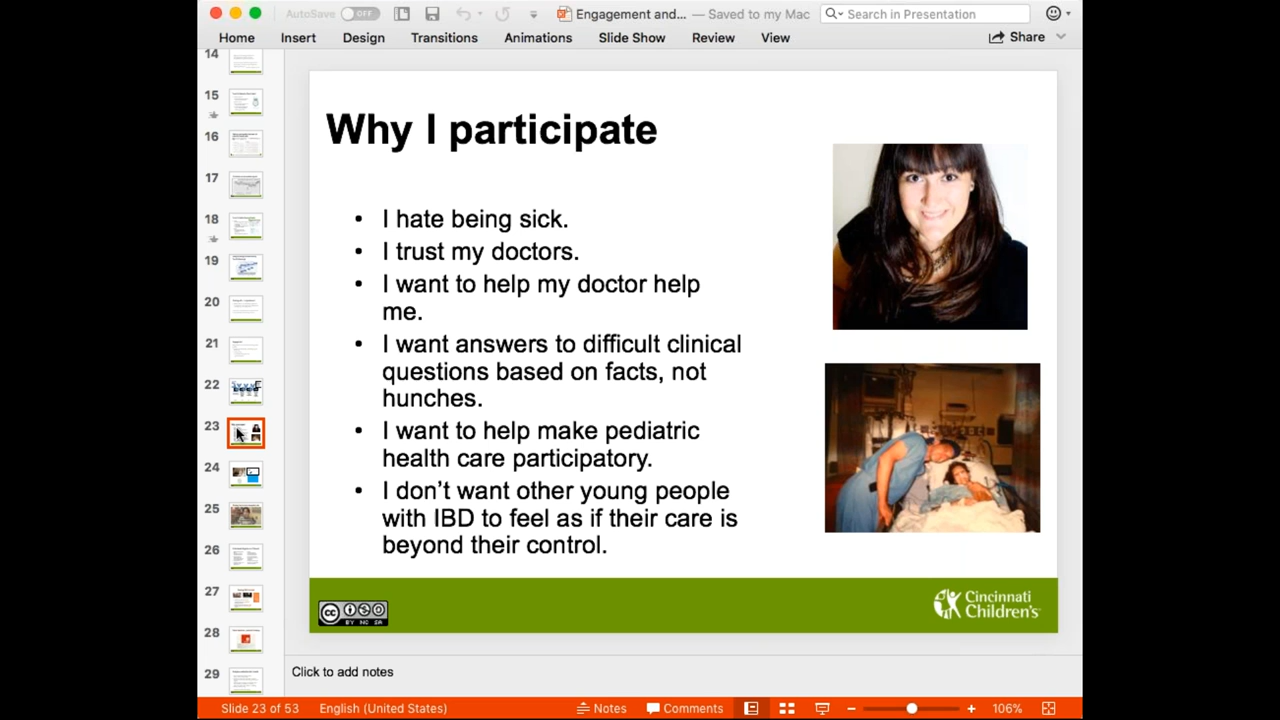 AutoSave OFF Engagement and... — Saved to my Mac Search in Presentation
Home Insert Design Transitions Animations Slide Show Review View Share
14
15
16
17
18
19
20
21
22
23
24
25
26
27
28
29
Why I participate
• I hate being sick.
• I trust my doctors.
• I want to help my doctor help
me.
• I want answers to difficult clinical
questions based on facts, not
hunches.
• I want to help make pediatric
health care participatory.
• I don’t want other young people
with IBD to feel as if their care is
beyond their control.
cc
BY NC SA
Cincinnati
Children's
Click to add notes
Slide 23 of 53 English (United States) Notes Comments 106%